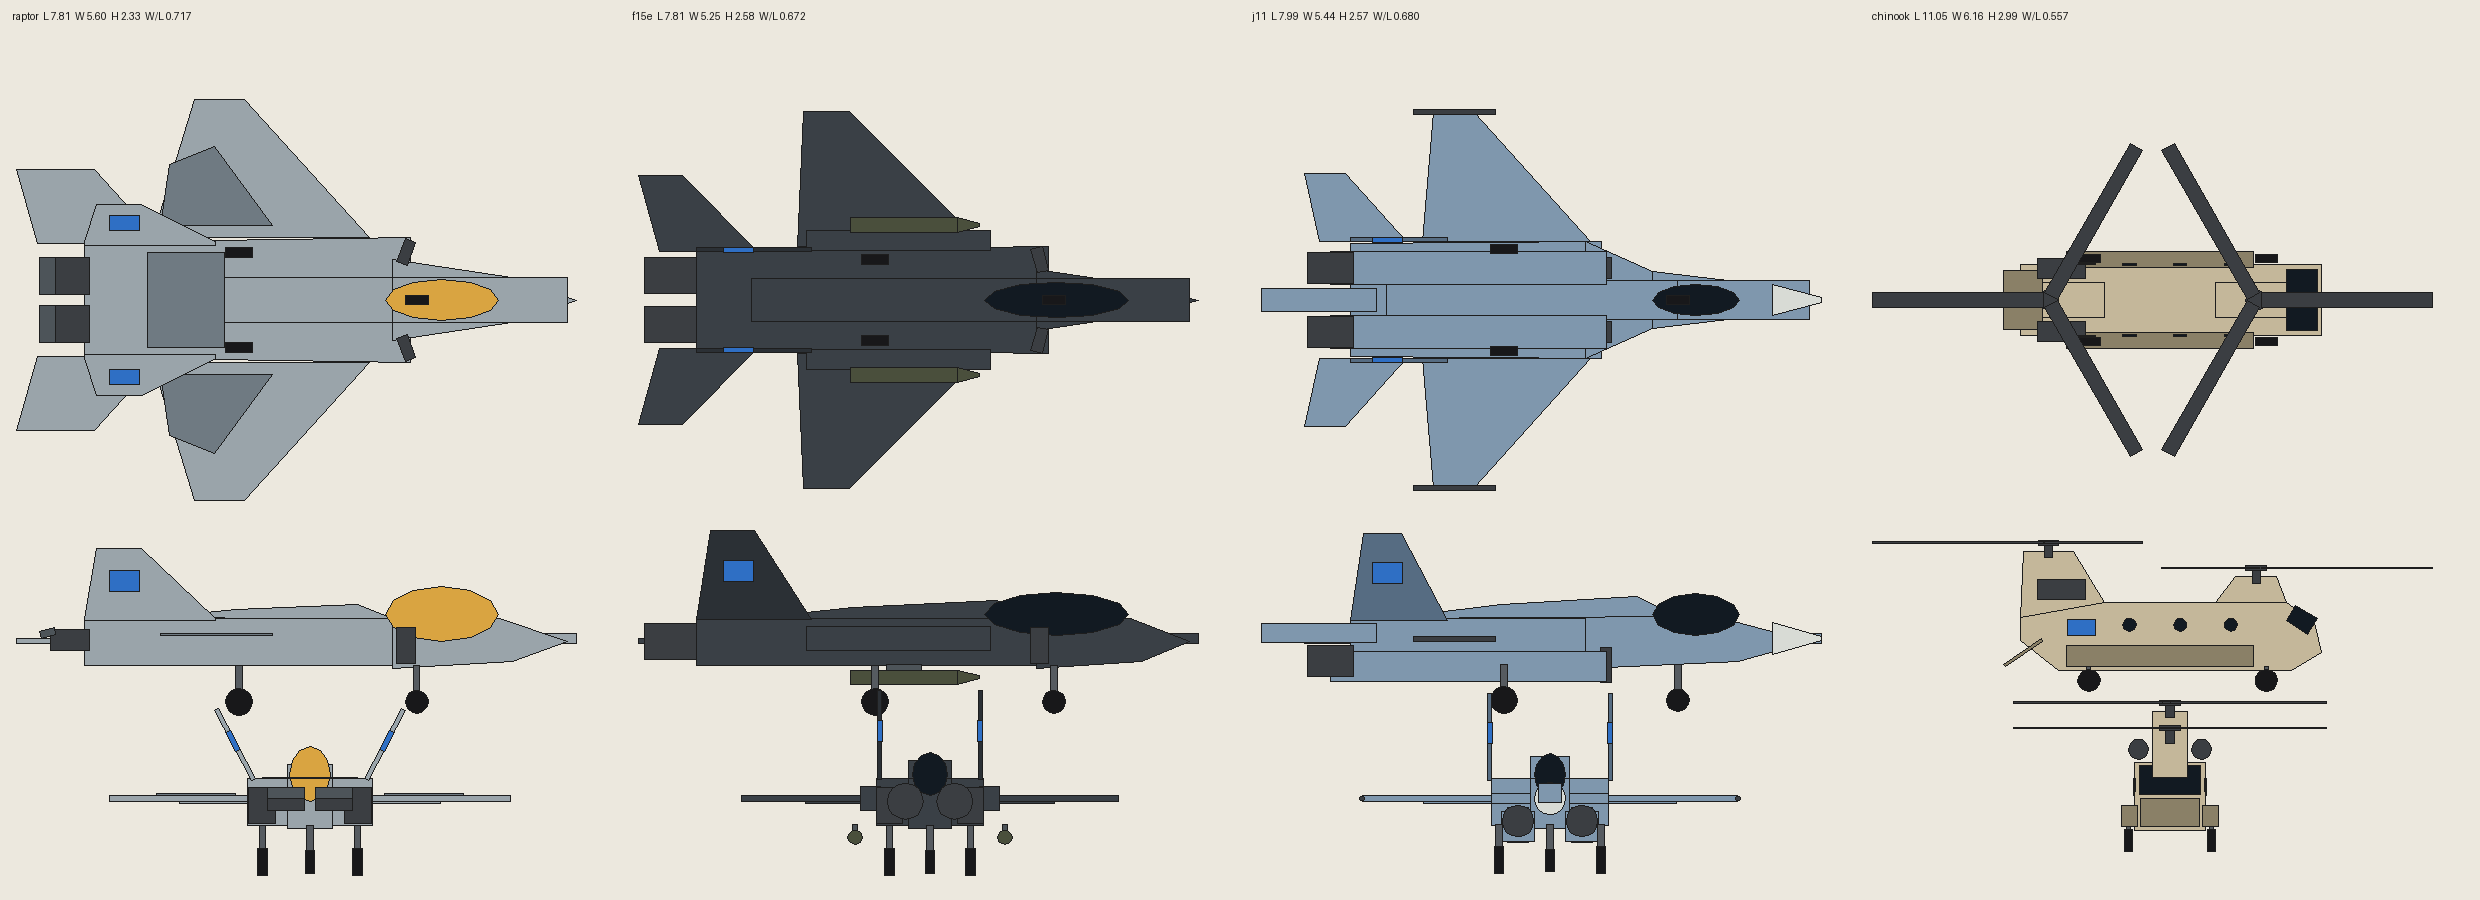 raptor L 7.81 W 5.60 H 2.33 W/L 0.717
f15e L 7.81 W 5.25 H 2.58 W/L 0.672
j11 L 7.99 W 5.44 H 2.57 W/L 0.680
chinook L 11.05 W 6.16 H 2.99 W/L 0.557